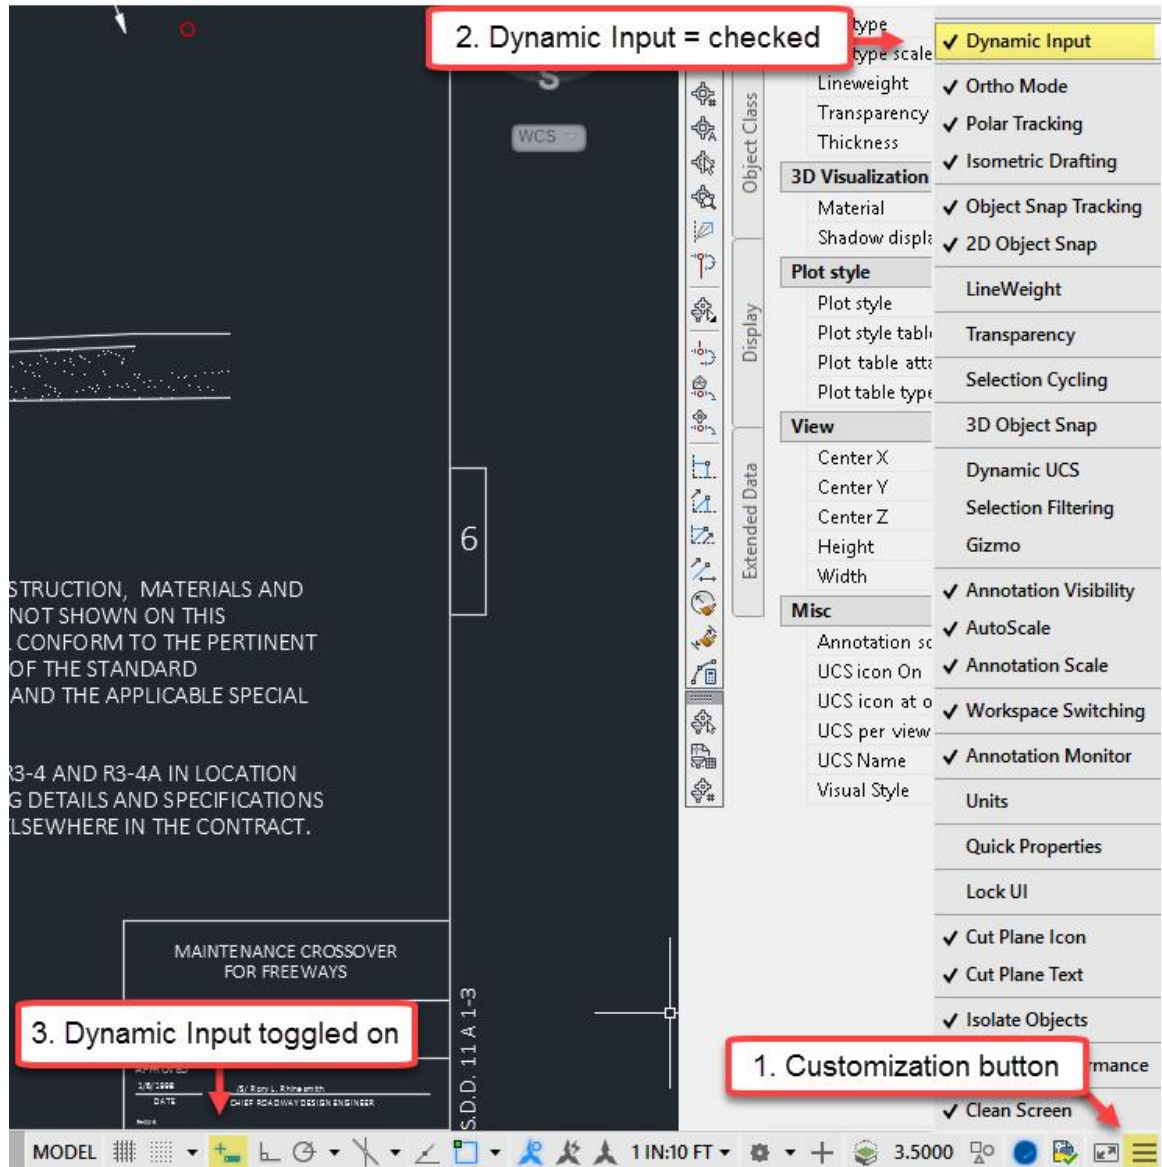 2. Dynamic Input = checked
type
type scale
Lineweight
Transparency
Thickness
3D Visualization
Material
Shadow displa
Plot style
Plot style
Plot style tabl
Plot table atta
Plot table type
View
Center X
Center Y
Center Z
Height
Width
Misc
Annotation sc
UCS icon On
UCS icon at o
UCS per view
UCS Name
Visual Style
Object Class
Display
Extended Data
Dynamic Input
Ortho Mode
Polar Tracking
Isometric Drafting
Object Snap Tracking
2D Object Snap
LineWeight
Transparency
Selection Cycling
3D Object Snap
Dynamic UCS
Selection Filtering
Gizmo
Annotation Visibility
AutoScale
Annotation Scale
Workspace Switching
Annotation Monitor
Units
Quick Properties
Lock UI
Cut Plane Icon
Cut Plane Text
Isolate Objects
rmance
Clean Screen
S
WCS
6
STRUCTION, MATERIALS AND
NOT SHOWN ON THIS
CONFORM TO THE PERTINENT
OF THE STANDARD
AND THE APPLICABLE SPECIAL
R3-4 AND R3-4A IN LOCATION
G DETAILS AND SPECIFICATIONS
LSEWHERE IN THE CONTRACT.
MAINTENANCE CROSSOVER
FOR FREEWAYS
S.D.D. 11 A 1-3
3. Dynamic Input toggled on
1. Customization button
APPROVED
/S/ Rory L. Rhinesmith
DATE
CHIEF ROADWAY DESIGN ENGINEER
MODEL
1 IN:10 FT
3.5000